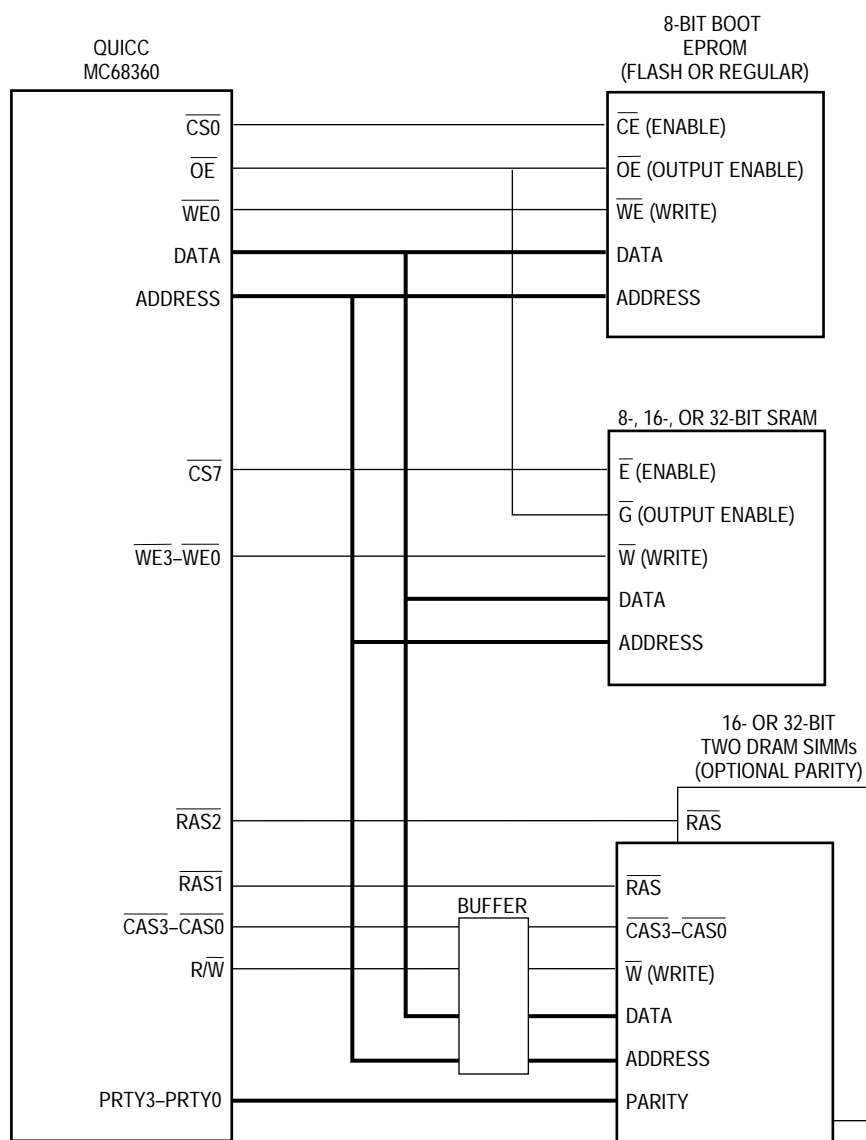 QUICC
MC68360
8-BIT BOOT
EPROM
(FLASH OR REGULAR)
CS0
CE (ENABLE)
OE
OE (OUTPUT ENABLE)
WE0
WE (WRITE)
DATA
DATA
ADDRESS
ADDRESS
8-, 16-, OR 32-BIT SRAM
CS7
E (ENABLE)
G (OUTPUT ENABLE)
WE3–WE0
W (WRITE)
DATA
ADDRESS
16- OR 32-BIT
TWO DRAM SIMMs
(OPTIONAL PARITY)
RAS2
RAS
RAS1
RAS
BUFFER
CAS3–CAS0
CAS3–CAS0
R/W
W (WRITE)
DATA
ADDRESS
PRTY3–PRTY0
PARITY